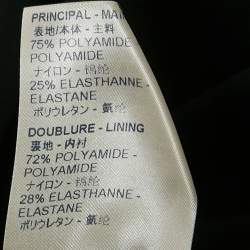 PRINCIPAL - MAI
表地/本体 - 主料
75% POLYAMIDE
POLYAMIDE
ナイロン - 锦纶
25% ELASTHANNE -
ELASTANE
ポリウレタン - 氨纶
DOUBLURE - LINING
裏地 - 内衬
72% POLYAMIDE -
POLYAMIDE
ナイロン - 锦纶
28% ELASTHANNE -
ELASTANE
ポリウレタン - 氨纶